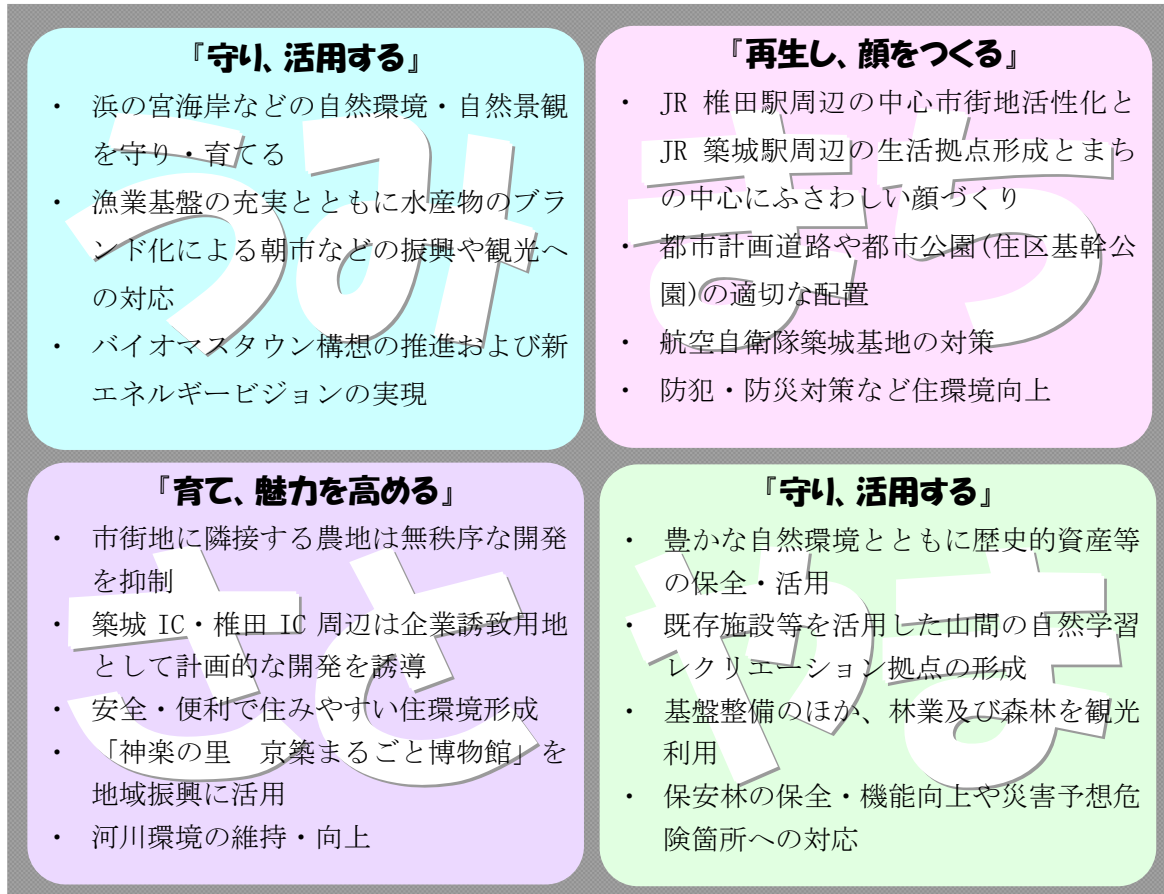 『守り、活用する』
うみ
・ 浜の宮海岸などの自然環境・自然景観
を守り・育てる
・ 漁業基盤の充実とともに水産物のブラ
ンド化による朝市などの振興や観光へ
の対応
・ バイオマスタウン構想の推進および新
エネルギービジョンの実現
『再生し、顔をつくる』
まち
・ JR 椎田駅周辺の中心市街地活性化と
JR 築城駅周辺の生活拠点形成とまち
の中心にふさわしい顔づくり
・ 都市計画道路や都市公園(住区基幹公
園)の適切な配置
・ 航空自衛隊築城基地の対策
・ 防犯・防災対策など住環境向上
『育て、魅力を高める』
さと
・ 市街地に隣接する農地は無秩序な開発
を抑制
・ 築城 IC・椎田 IC 周辺は企業誘致用地
として計画的な開発を誘導
・ 安全・便利で住みやすい住環境形成
・ 「神楽の里 京築まるごと博物館」を
地域振興に活用
・ 河川環境の維持・向上
『守り、活用する』
やま
・ 豊かな自然環境とともに歴史的資産等
の保全・活用
・ 既存施設等を活用した山間の自然学習
レクリエーション拠点の形成
・ 基盤整備のほか、林業及び森林を観光
利用
・ 保安林の保全・機能向上や災害予想危
険箇所への対応